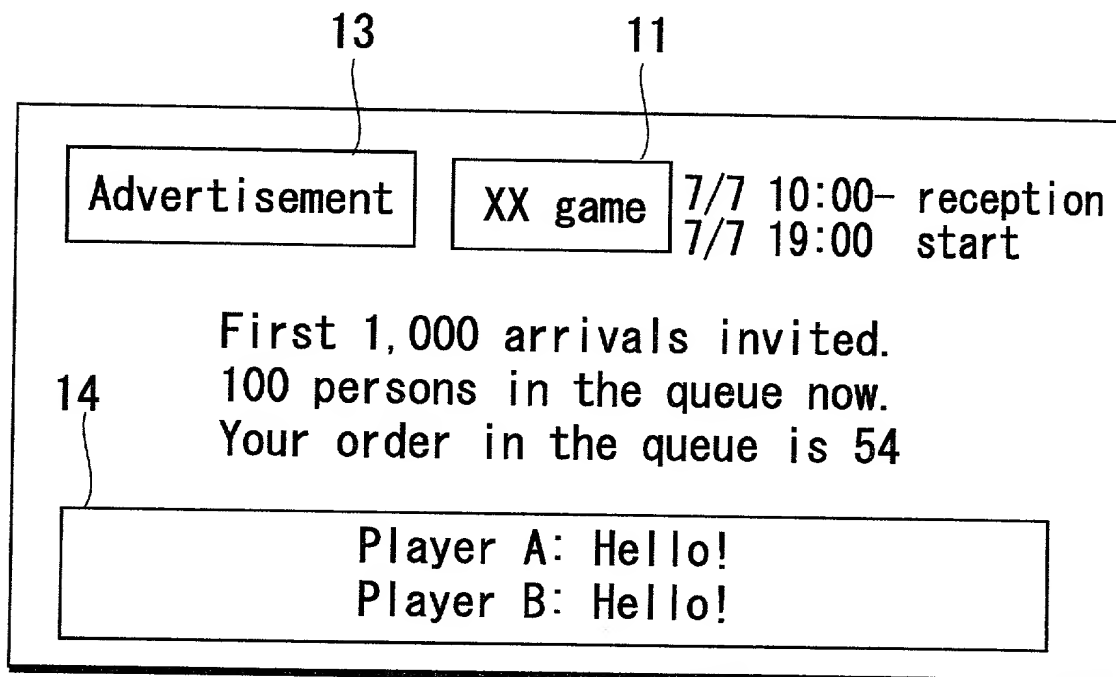 13
11
Advertisement
XX game
7/7 10:00- reception
7/7 19:00 start
First 1,000 arrivals invited.
100 persons in the queue now.
Your order in the queue is 54
14
Player A: Hello!
Player B: Hello!